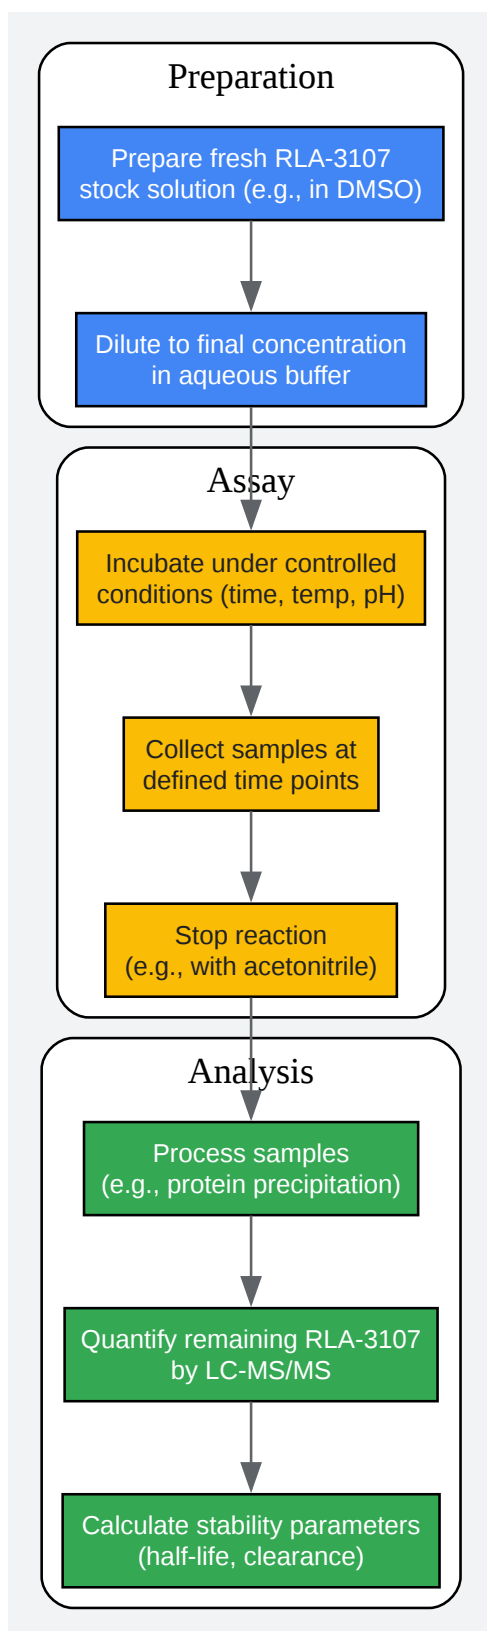 Preparation
Prepare fresh RLA-3107
stock solution (e.g., in DMSO)
Dilute to final concentration
in aqueous buffer
Assay
Incubate under controlled
conditions (time, temp, pH)
Collect samples at
defined time points
Stop reaction
(e.g., with acetonitrile)
Analysis
Process samples
(e.g., protein precipitation)
Quantify remaining RLA-3107
by LC-MS/MS
Calculate stability parameters
(half-life, clearance)